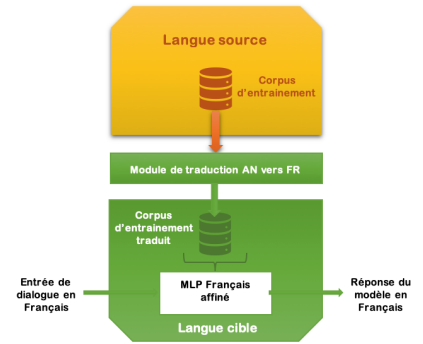 Langue source
Corpus
d'entrainement
Module de traduction AN vers FR
Corpus
d'entrainement
traduit
Entrée de
dialogue en
Français
MLP Français
affiné
Réponse du
modèle en
Français
Langue cible